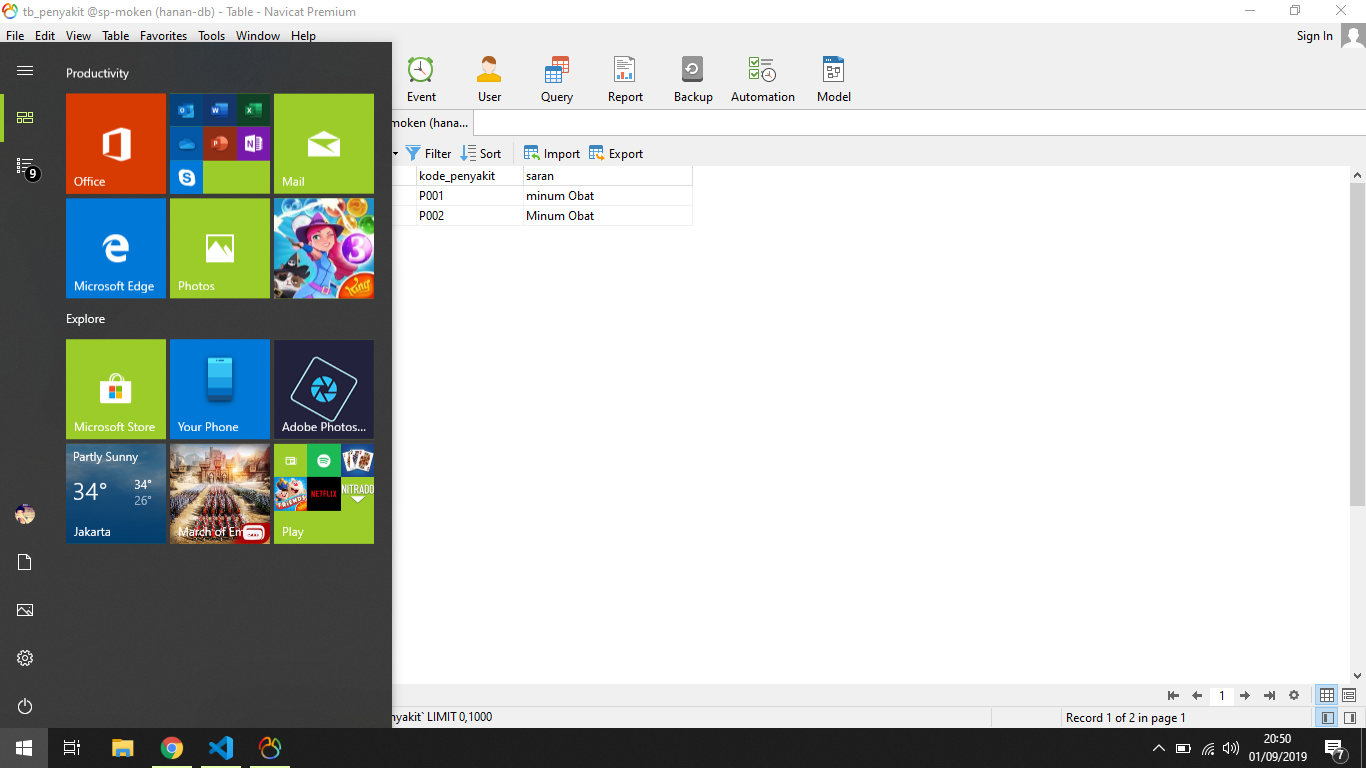 tb_penyakit @sp-moken (hanan-db) - Table - Navicat Premium
File Edit View Table Favorites Tools Window Help
Sign In
Event User Query Report Backup Automation Model
moken (hana...
Filter Sort Import Export
kode_penyakit saran
P001 minum Obat
P002 Minum Obat
Productivity
Office
Mail
Microsoft Edge
Photos
3
King
Explore
Microsoft Store
Your Phone
Adobe Photos...
Partly Sunny
34°
34°
26°
Jakarta
March of Em
FRIENDS
NETFLIX
NITRADO
Play
9
1
nyakit` LIMIT 0,1000
Record 1 of 2 in page 1
20:50
01/09/2019
7